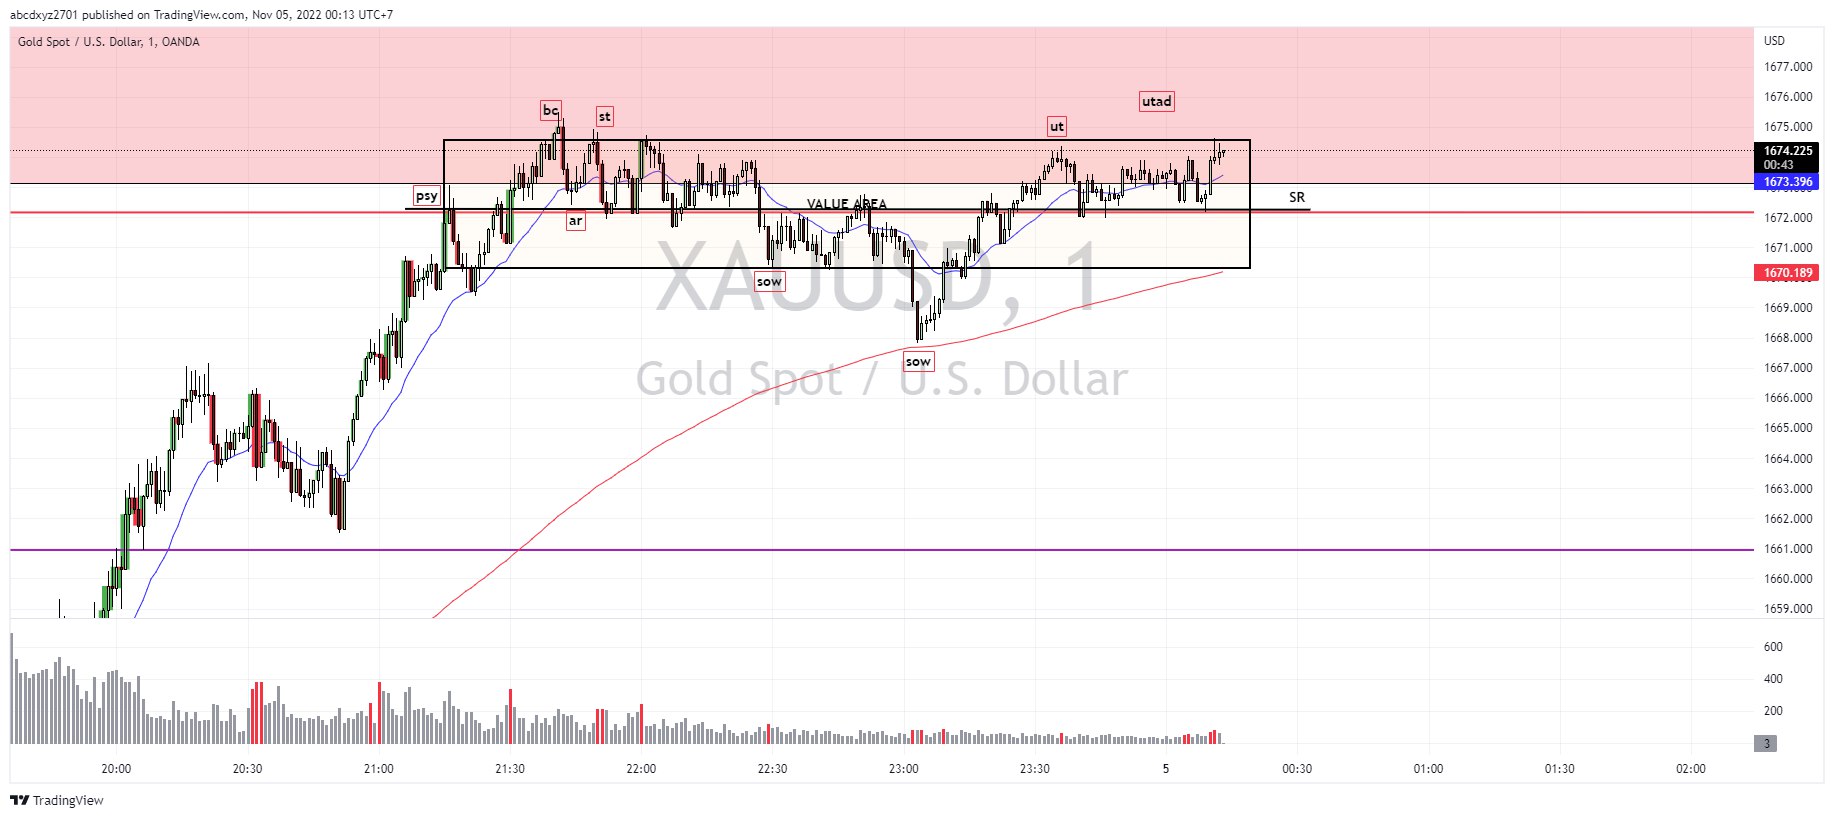 abcdxyz2701 published on TradingView.com, Nov 05, 2022 00:13 UTC+7
Gold Spot / U.S. Dollar, 1, OANDA
USD
1677.000
1676.000
1675.000
1674.225
00:43
1673.396
1672.000
1671.000
1670.189
1669.000
1668.000
1667.000
1666.000
1665.000
1664.000
1663.000
1662.000
1661.000
1660.000
1659.000
600
400
200
3
bc
st
psy
ar
VALUE AREA
sow
sow
ut
utad
SR
XAUUSD, 1
Gold Spot / U.S. Dollar
20:00 20:30 21:00 21:30 22:00 22:30 23:00 23:30 5 00:30 01:00 01:30 02:00
TradingView